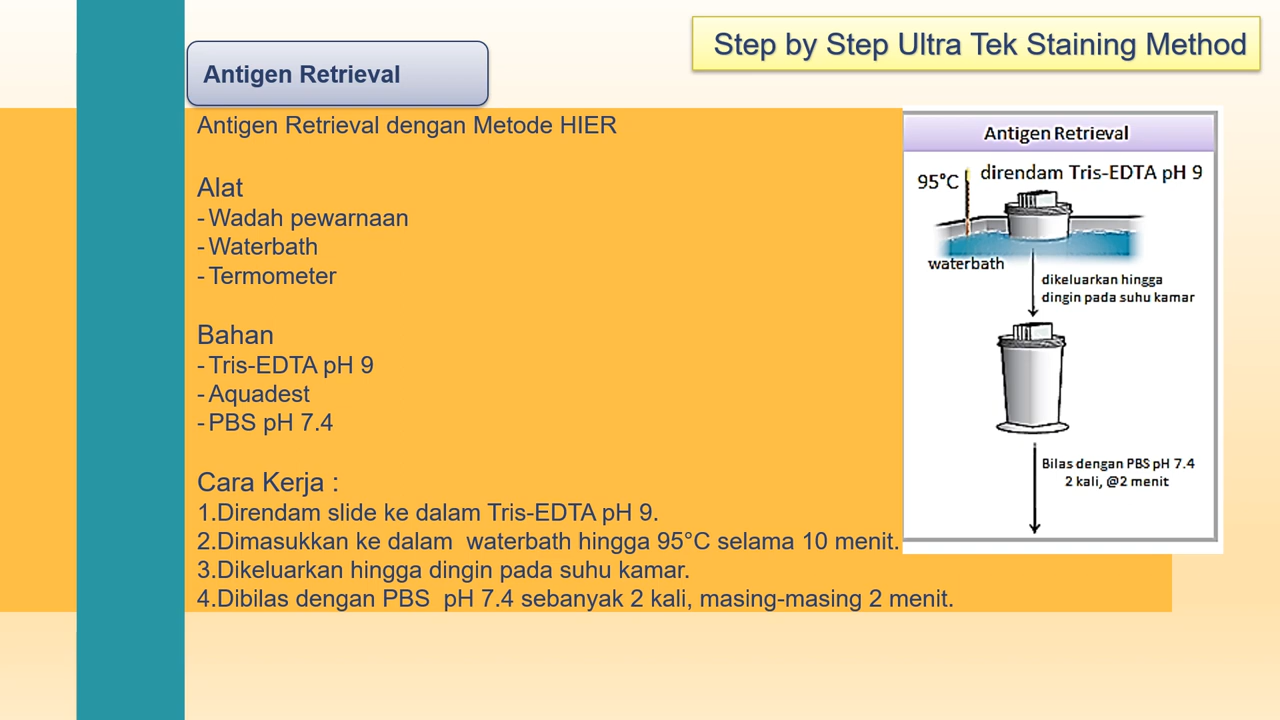 Step by Step Ultra Tek Staining Method
Antigen Retrieval
Antigen Retrieval dengan Metode HIER
Alat
- Wadah pewarnaan
- Waterbath
- Termometer
Bahan
- Tris-EDTA pH 9
- Aquadest
- PBS pH 7.4
Cara Kerja :
1.Direndam slide ke dalam Tris-EDTA pH 9.
2.Dimasukkan ke dalam waterbath hingga 95°C selama 10 menit.
3.Dikeluarkan hingga dingin pada suhu kamar.
4.Dibilas dengan PBS pH 7.4 sebanyak 2 kali, masing-masing 2 menit.
Antigen Retrieval
direndam Tris-EDTA pH 9
95°C
waterbath
dikeluarkan hingga
dingin pada suhu kamar
Bilas dengan PBS pH 7.4
2 kali, @2 menit